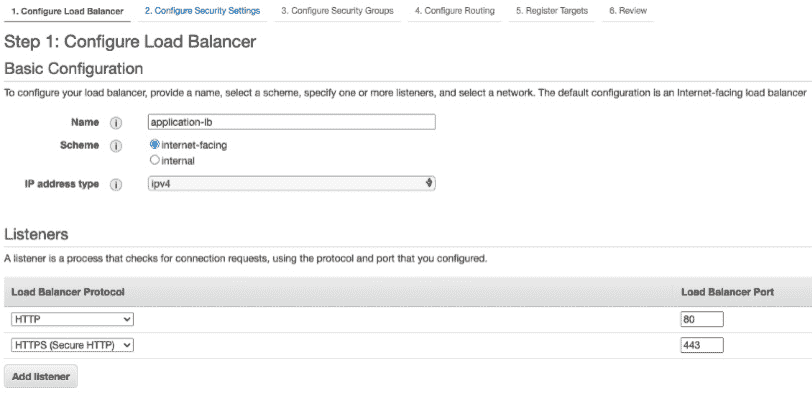 1. Configure Load Balancer 2. Configure Security Settings 3. Configure Security Groups 4. Configure Routing 5. Register Targets 6. Review
Step 1: Configure Load Balancer
Basic Configuration
To configure your load balancer, provide a name, select a scheme, specify one or more listeners, and select a network. The default configuration is an Internet-facing load balancer
Name i application-lb
Scheme i internet-facing
internal
IP address type i ipv4
Listeners
A listener is a process that checks for connection requests, using the protocol and port that you configured.
Load Balancer Protocol Load Balancer Port
HTTP 80
HTTPS (Secure HTTP) 443
Add listener